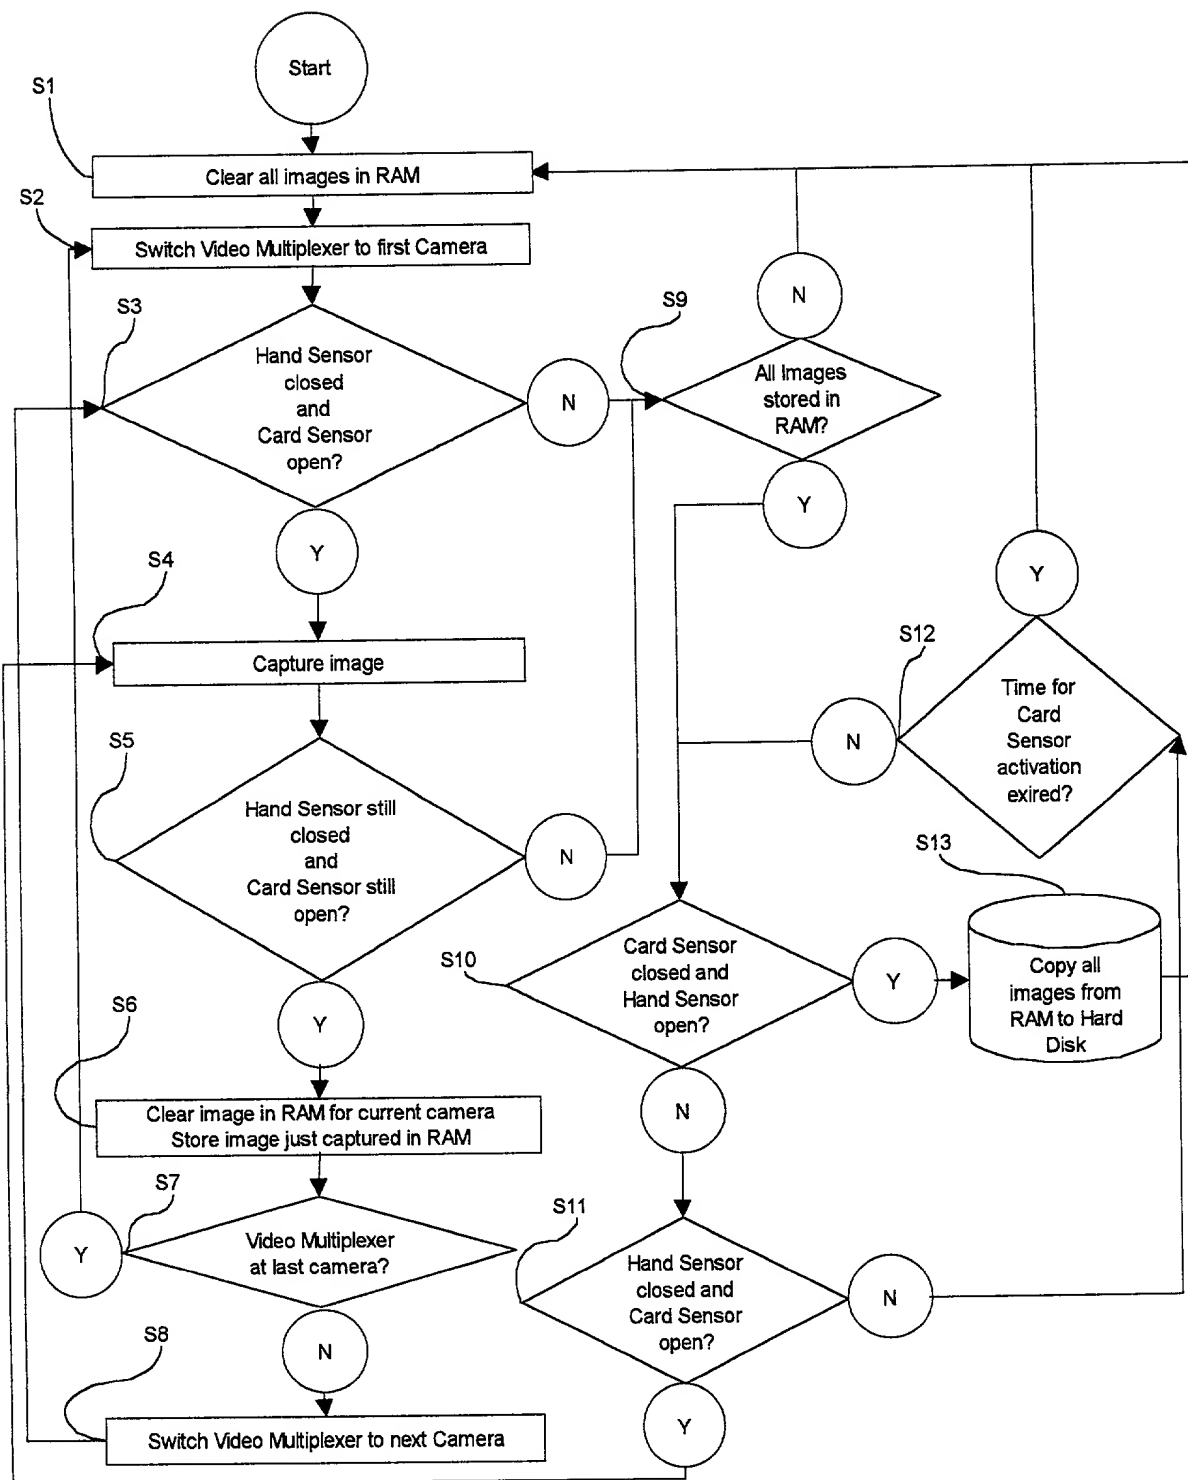 Start
S1
Clear all images in RAM
S2
Switch Video Multiplexer to first Camera
S3
Hand Sensor
closed
and
Card Sensor
open?
N
Y
S9
N
All Images
stored in
RAM?
Y
S4
Capture image
S5
Hand Sensor still
closed
and
Card Sensor still
open?
N
Y
Y
S12
Time for
Card
Sensor
activation
exired?
N
S13
Copy all
images from
RAM to Hard
Disk
S10
Card Sensor
closed and
Hand Sensor
open?
Y
N
S6
Clear image in RAM for current camera
Store image just captured in RAM
S7
Video Multiplexer
at last camera?
Y
N
S11
Hand Sensor
closed and
Card Sensor
open?
N
Y
S8
Switch Video Multiplexer to next Camera